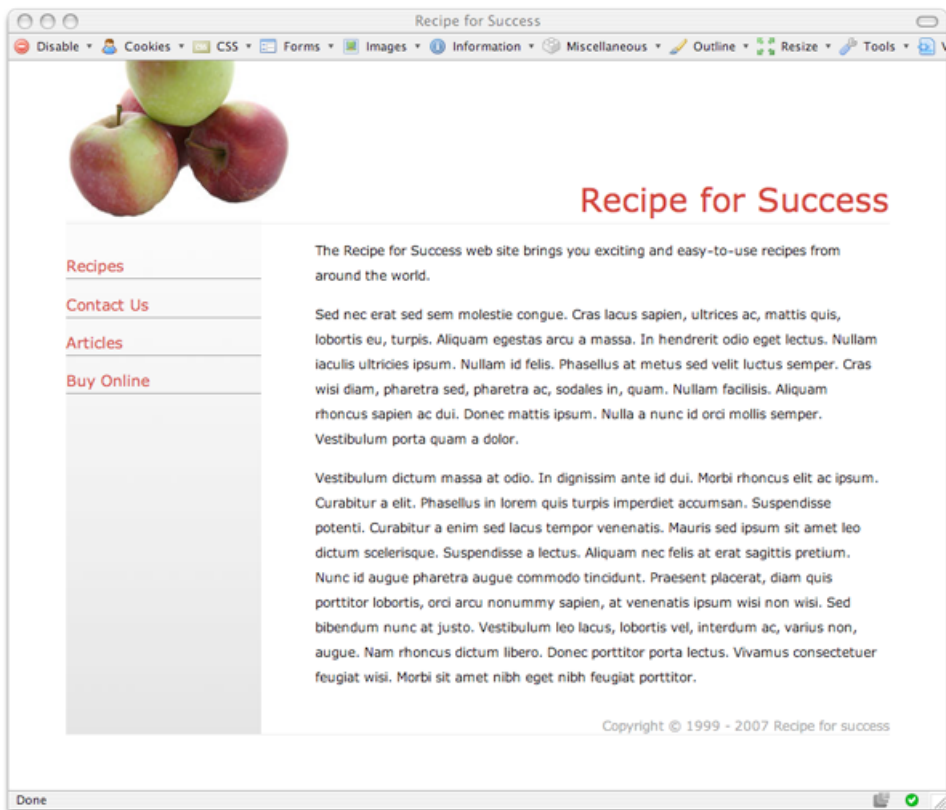 Recipe for Success
Disable Cookies CSS Forms Images Information Miscellaneous Outline Resize Tools
Recipe for Success
Recipes
Contact Us
Articles
Buy Online
The Recipe for Success web site brings you exciting and easy-to-use recipes from
around the world.
Sed nec erat sed sem molestie congue. Cras lacus sapien, ultrices ac, mattis quis,
lobortis eu, turpis. Aliquam egestas arcu a massa. In hendrerit odio eget lectus. Nullam
iaculis ultricies ipsum. Nullam id felis. Phasellus at metus sed velit luctus semper. Cras
wisi diam, pharetra sed, pharetra ac, sodales in, quam. Nullam facilisis. Aliquam
rhoncus sapien ac dui. Donec mattis ipsum. Nulla a nunc id orci mollis semper.
Vestibulum porta quam a dolor.
Vestibulum dictum massa at odio. In dignissim ante id dui. Morbi rhoncus elit ac ipsum.
Curabitur a elit. Phasellus in lorem quis turpis imperdiet accumsan. Suspendisse
potenti. Curabitur a enim sed lacus tempor venenatis. Mauris sed ipsum sit amet leo
dictum scelerisque. Suspendisse a lectus. Aliquam nec felis at erat sagittis pretium.
Nunc id augue pharetra augue commodo tincidunt. Praesent placerat, diam quis
porttitor lobortis, orci arcu nonummy sapien, at venenatis ipsum wisi non wisi. Sed
bibendum nunc at justo. Vestibulum leo lacus, lobortis vel, interdum ac, varius non,
augue. Nam rhoncus dictum libero. Donec porttitor porta lectus. Vivamus consectetuer
feugiat wisi. Morbi sit amet nibh eget nibh feugiat porttitor.
Copyright © 1999 - 2007 Recipe for success
Done